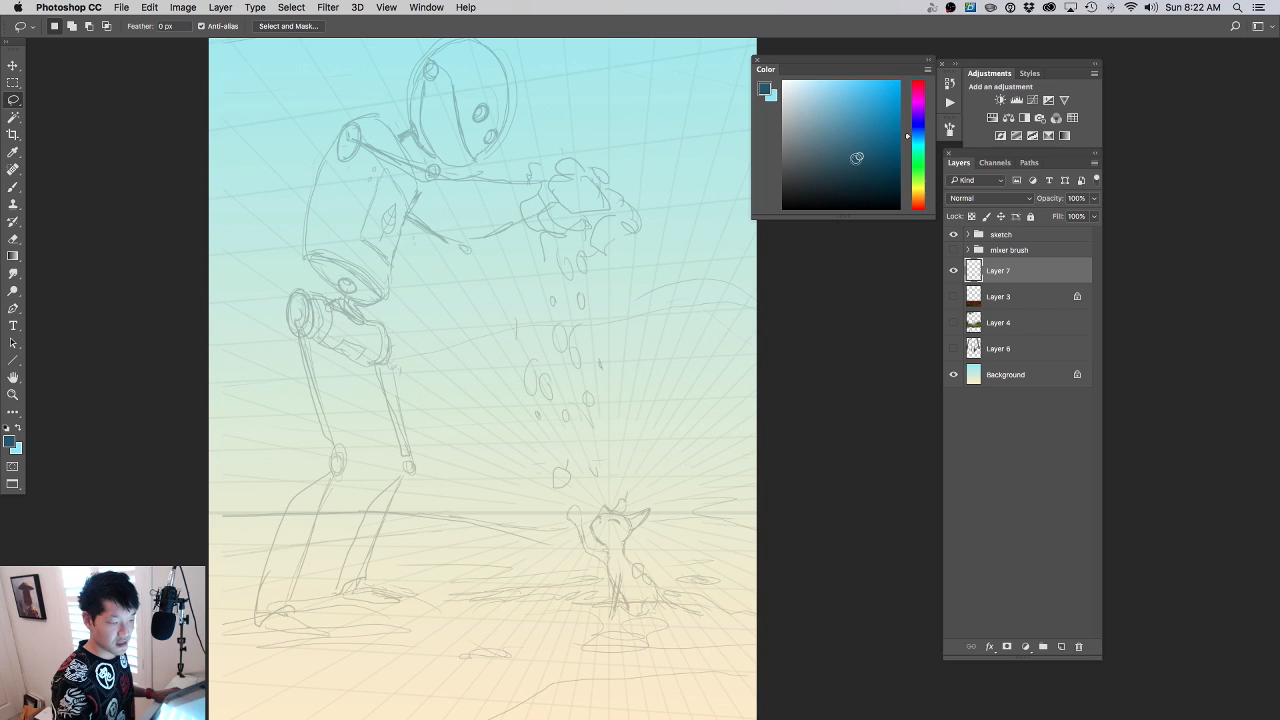 Photoshop CC File Edit Image Layer Type Select Filter 3D View Window Help Sun 8:22 AM
Feather: 0 px Anti-alias Select and Mask...
Color
Adjustments Styles
Add an adjustment
Layers Channels Paths
Kind
Normal Opacity: 100%
Lock: Fill: 100%
sketch
mixer brush
Layer 7
Layer 3
Layer 4
Layer 6
Background